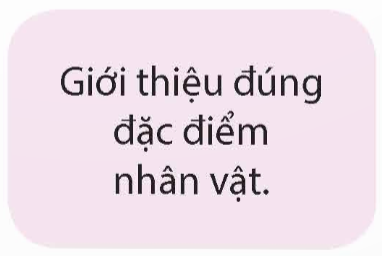 Giới thiệu đúng
đặc điểm
nhân vật.